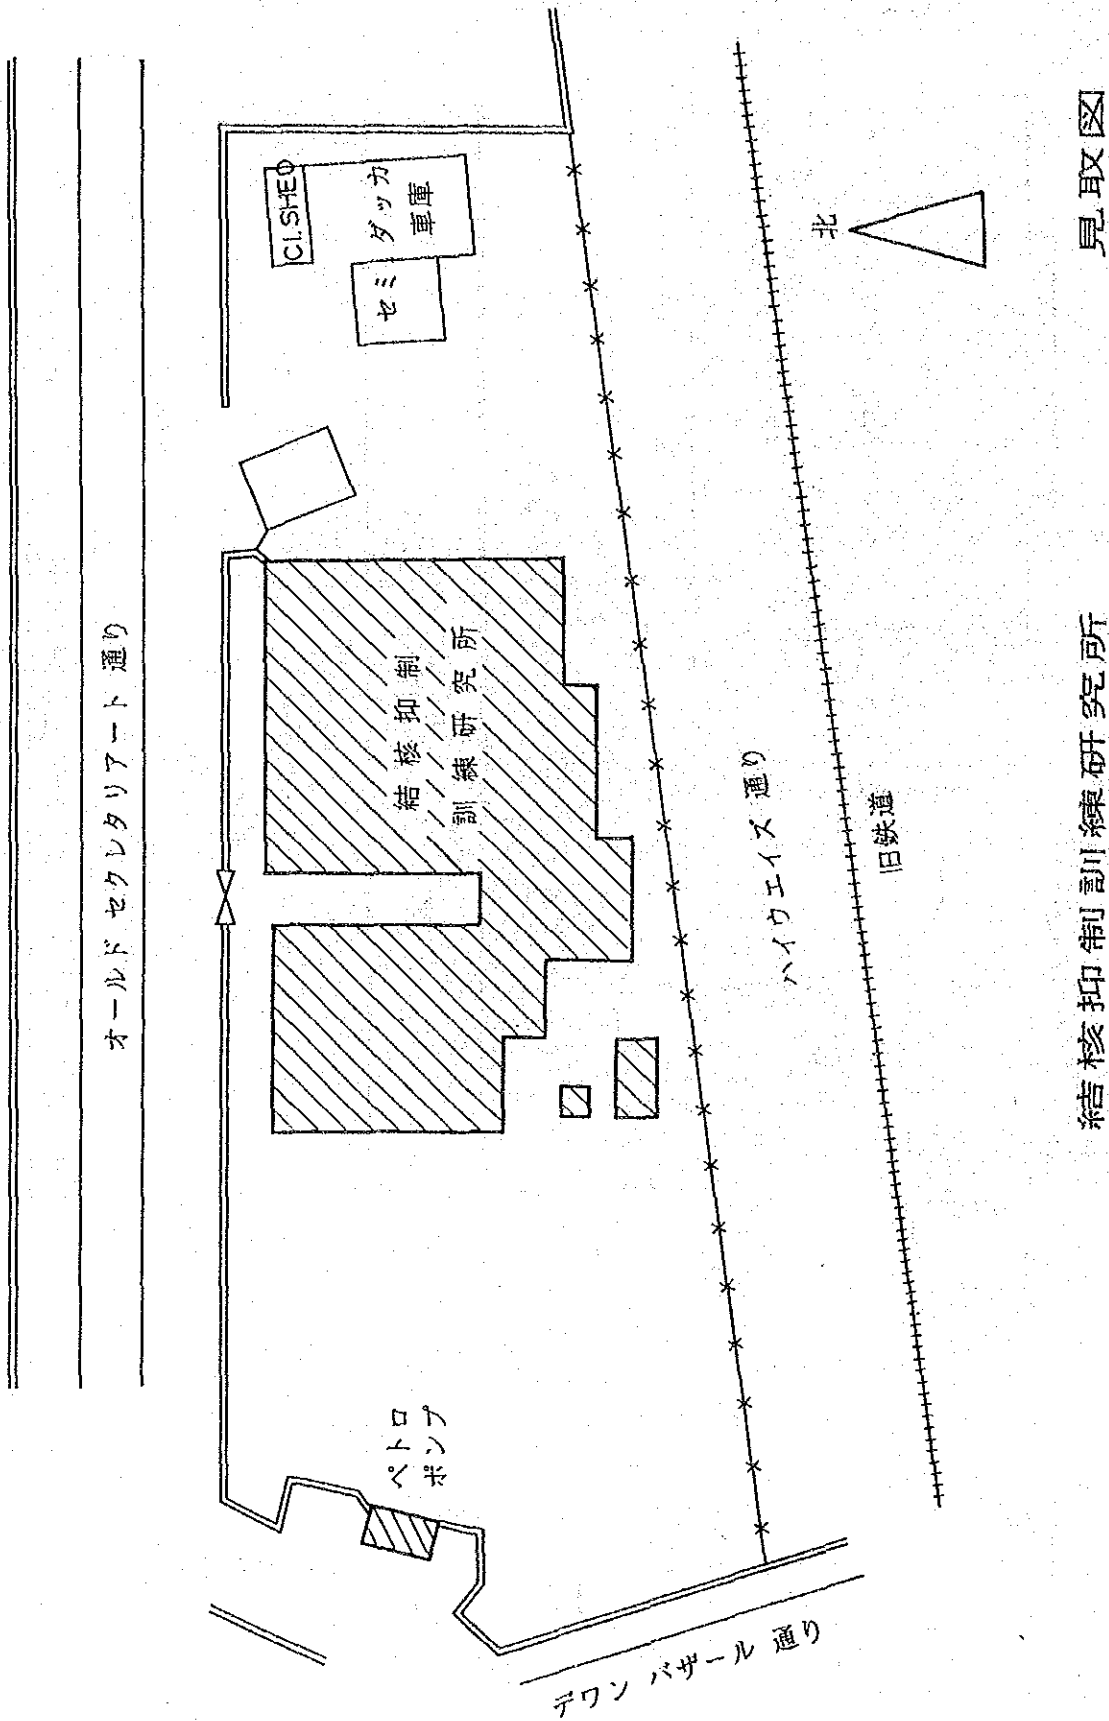 オールド セクレタリアート 通り
CI.SHED
セミ ダッカ
車庫
結核抑制
訓練研究所
ペトロ
ポンプ
ハイウエイズ 通り
旧鉄道
北
デワン バザール 通り
結核抑制訓練研究所 見取図